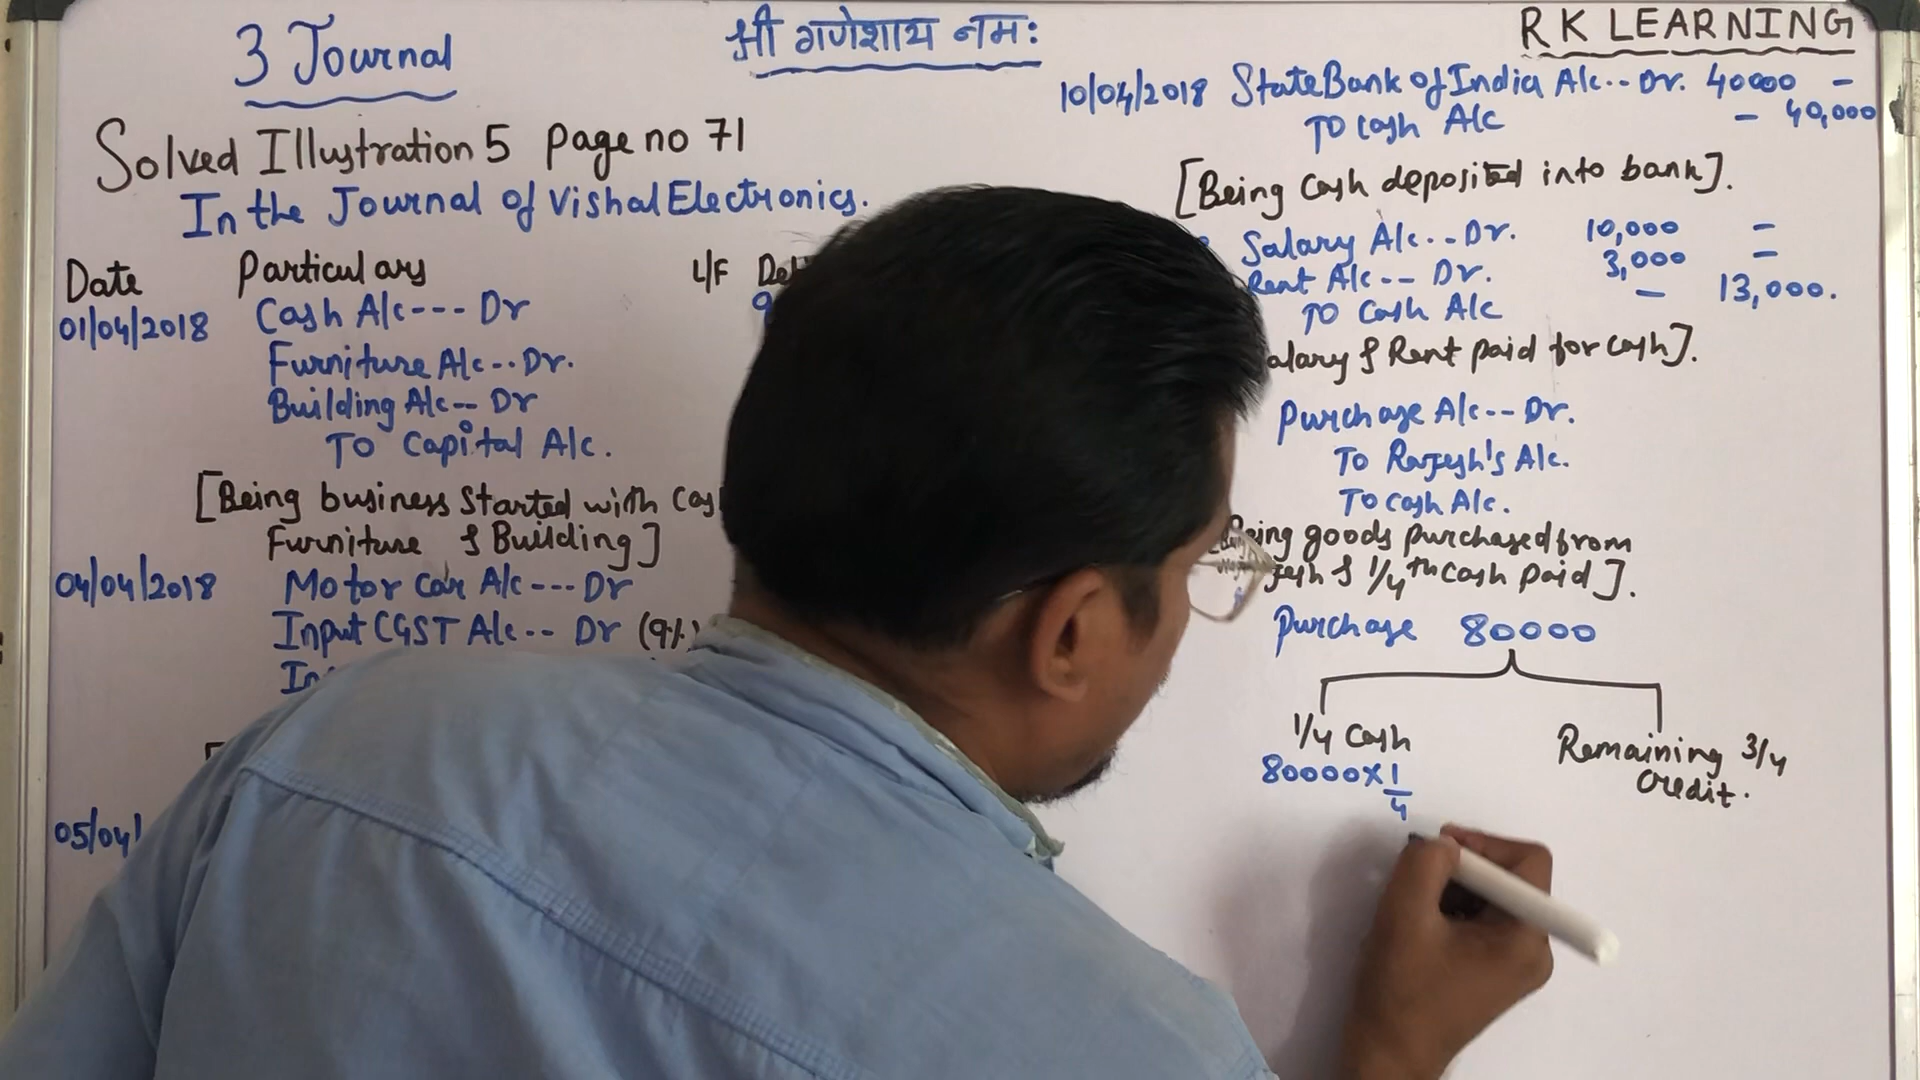 3 Journal
श्री गणेशाय नमः
R K LEARNING
Solved Illustration 5 page no 71
In the Journal of Vishal Electronics.
Date Particulars L/F
01/04/2018 Cash A/c--- Dr
Furniture A/c-- Dr.
Building A/c-- Dr
To Capital A/c.
[Being business Started with
Furniture & Building]
04/04/2018 Motor Car A/c--- Dr
Input CGST A/c-- Dr (9%)
05/04/
10/04/2018 State Bank of India A/c-- Dr. 40000 -
To Cash A/c - 40,000
[Being Cash deposited into bank].
Salary A/c.. Dr. 10,000 -
Rent A/c-- Dr. 3,000 -
To Cash A/c - 13,000.
& Rent paid for cash].
Purchase A/c-- Dr.
To Rajesh's A/c.
To cash A/c.
goods purchased from
& 1/4th cash paid].
Purchase 80000
1/4 Cash
80000×1/4
Remaining 3/4
Credit.